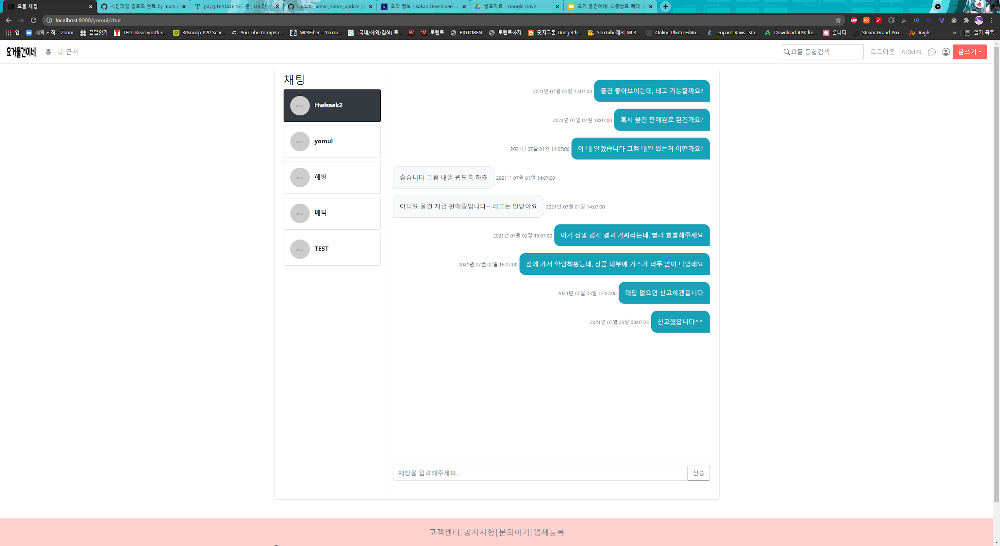 요물 채팅
사진파일 업로드 완료 by mumu
[SQL] UPDATE SET 문 , DB 값
Update admin_notice_update.jsp
요약 정보 | Kakao Developers
발표자료 - Google Drive
요거 물건이네! 최종발표 뼈대 .p
localhost:9000/yomul/chat
앱
회의 시작 - Zoom
끝말잇기
TED: Ideas worth s...
Bitsnoop P2P Sear...
YouTube to mp3 c...
MP3Fiber - YouTu...
[국내/해외/검색] 토...
토렌트
BIGTOREN
토렌트하자
닷지크롬 DodgeCh...
YouTube에서 MP3...
Online Photo Edito...
Leopard-Raws -sta...
Download APK fre...
온나다
Steam Grand Prix...
Avgle
»
읽기 목록
요거물건이네
홈
내 근처
요물 통합검색
로그아웃
ADMIN
글쓰기
채팅
50 x 50
Hwisaek2
50 x 50
yomul
50 x 50
해병
50 x 50
메딕
50 x 50
TEST
2021년 07월 01일 12:07:00 물건 좋아보이는데, 네고 가능할까요?
2021년 07월 01일 13:07:00 혹시 물건 판매완료 된건가요?
2021년 07월 01일 14:07:00 아 네 알겠습니다 그럼 내일 뵙는거 어떤가요?
좋습니다 그럼 내일 뵙도록 하죠 2021년 07월 01일 14:07:00
아니요 물건 지금 판매중입니다~ 네고는 안받아요 2021년 07월 01일 14:07:00
2021년 07월 02일 16:07:00 이거 정밀 검사 결과 가짜라는데, 빨리 환불해주세요
2021년 07월 02일 16:07:00 집에 가서 확인해봤는데, 상품 내부에 기스가 너무 많이 나있네요
2021년 07월 03일 12:07:00 대답 없으면 신고하겠읍니다
2021년 07월 28일 09:07:23 신고했읍니다^^
채팅을 입력해주세요...
전송
고객센터|공지사항|문의하기|업체등록